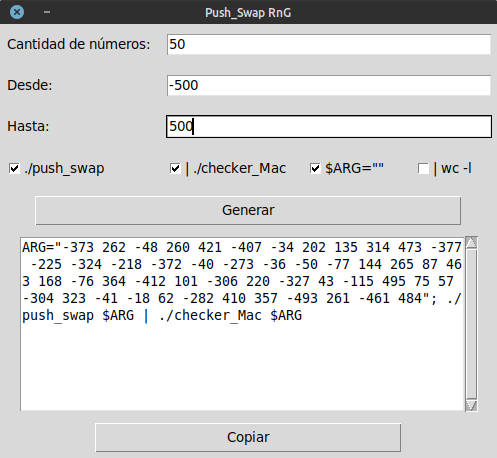 Push_Swap RnG
Cantidad de números: 50
Desde: -500
Hasta: 500
./push_swap | ./checker_Mac $ARG="" | wc -l
Generar
ARG="-373 262 -48 260 421 -407 -34 202 135 314 473 -377
-225 -324 -218 -372 -40 -273 -36 -50 -77 144 265 87 46
3 168 -76 364 -412 101 -306 220 -327 43 -115 495 75 57
-304 323 -41 -18 62 -282 410 357 -493 261 -461 484"; ./
push_swap $ARG | ./checker_Mac $ARG
Copiar